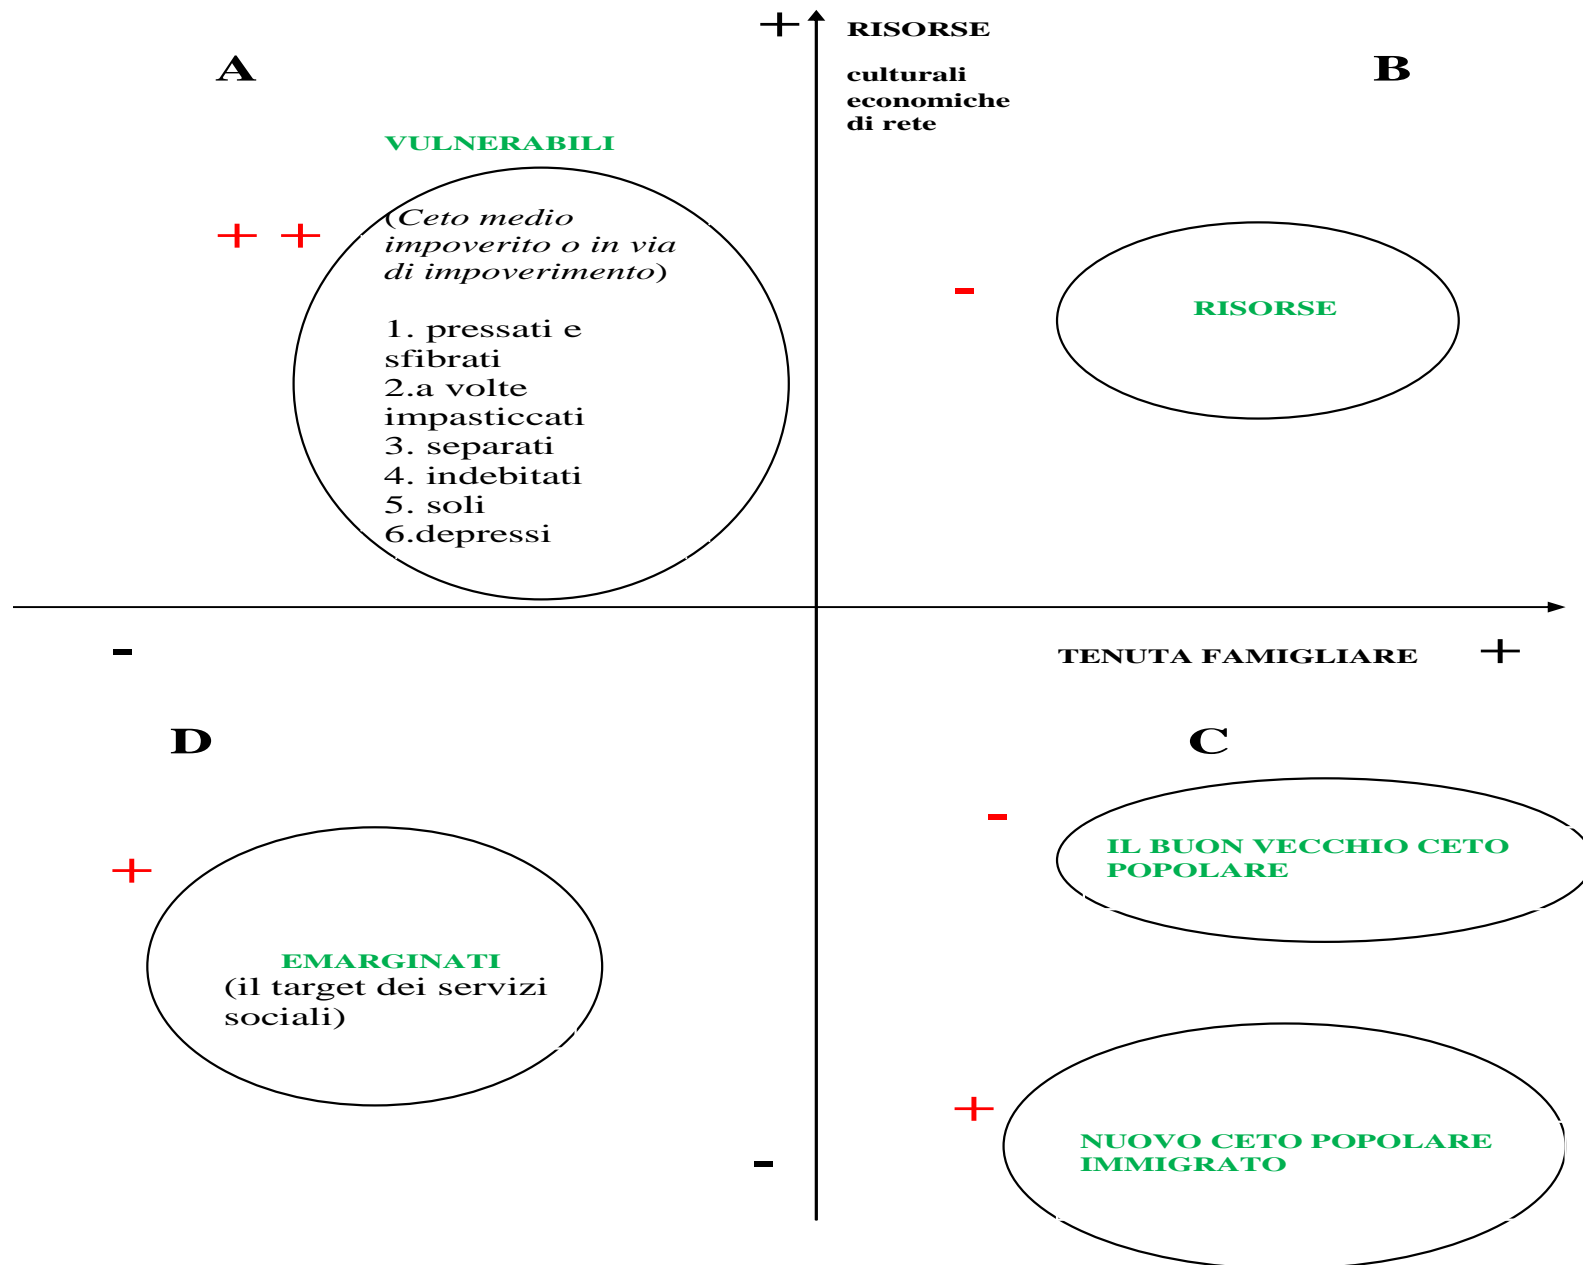 + RISORSE
culturali
economiche
di rete
A
B
VULNERABILI
+ +
(Ceto medio
impoverito o in via
di impoverimento)
1. pressati e
sfibrati
2.a volte
impasticcati
3. separati
4. indebitati
5. soli
6.depressi
-
RISORSE
-
TENUTA FAMIGLIARE +
D
C
-
IL BUON VECCHIO CETO
POPOLARE
+
EMARGINATI
(il target dei servizi
sociali)
+
NUOVO CETO POPOLARE
IMMIGRATO
-